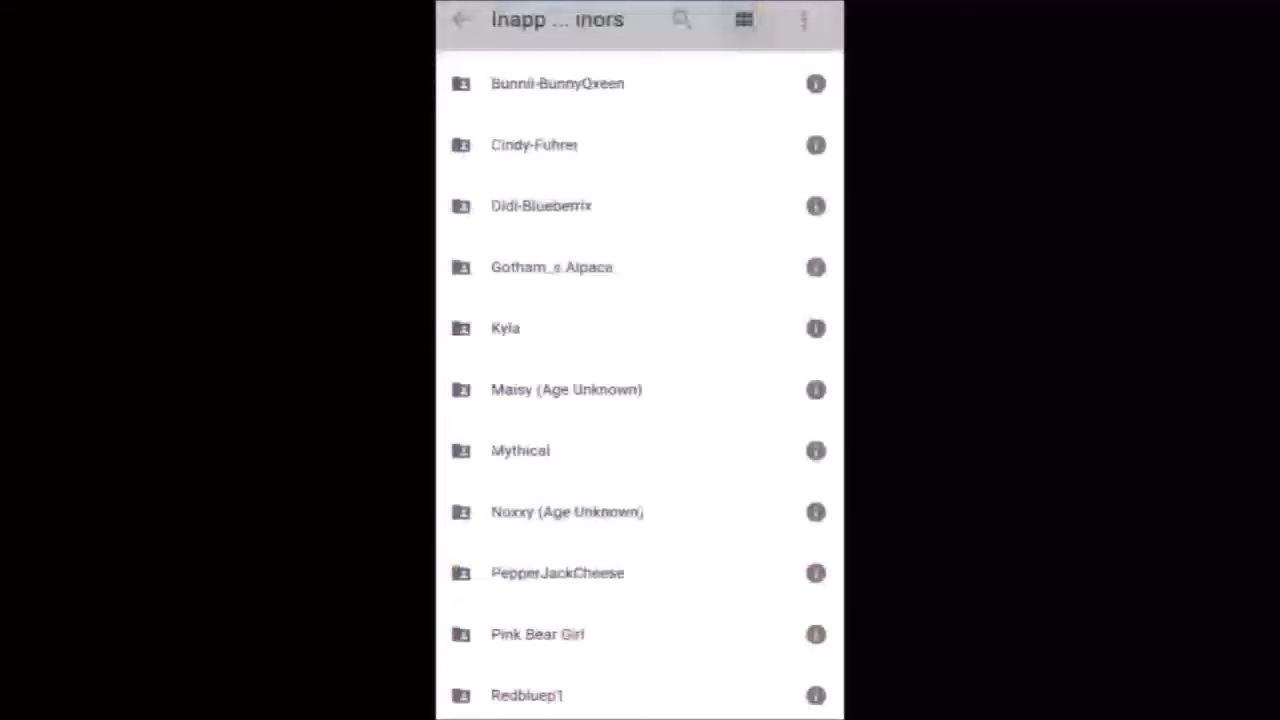 Inapp ... inors
Bunnii-BunnyQxeen
Cindy-Fuhrer
Didi-Blueberrix
Gotham_s Alpaca
Kyla
Maisy (Age Unknown)
Mythical
Noxxy (Age Unknown)
PepperJackCheese
Pink Bear Girl
Redbluep1